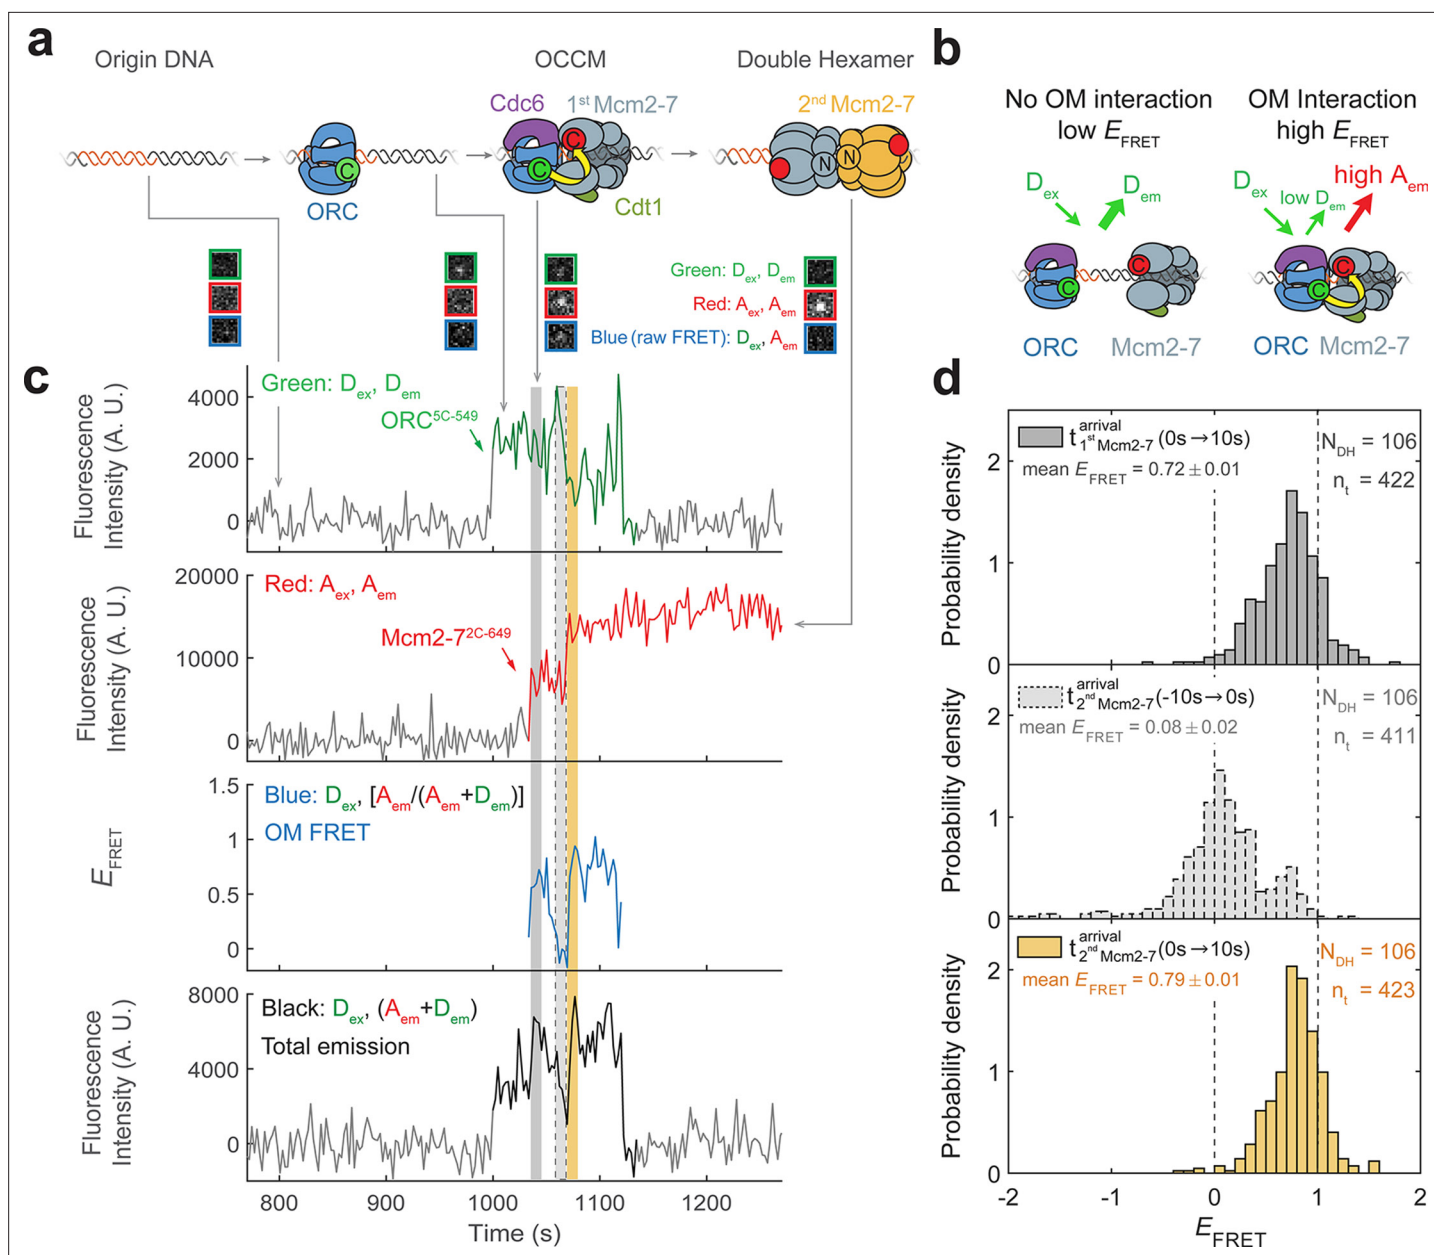 a
Origin DNA
OCCM
Double Hexamer
Cdc6
1st Mcm2-7
2nd Mcm2-7
C
C
C
N
N
ORC
Cdt1
Green: Dex, Dem
Red: Aex, Aem
Blue (raw FRET): Dex, Aem
b
No OM interaction
low EFRET
OM Interaction
high EFRET
Dex
Dem
Dex
low Dem
high Aem
C
C
C
C
ORC
Mcm2-7
ORC
Mcm2-7
c
Green: Dex, Dem
ORC5C-549
Fluorescence
Intensity (A. U.)
4000
2000
0
Red: Aex, Aem
Mcm2-72C-649
Fluorescence
Intensity (A. U.)
20000
10000
0
Blue: Dex, [Aem/(Aem+Dem)]
OM FRET
EFRET
1.5
1
0.5
0
Black: Dex, (Aem+Dem)
Total emission
Fluorescence
Intensity (A. U.)
8000
4000
0
800
900
1000
1100
1200
Time (s)
d
t arrival 1st Mcm2-7 (0s→10s)
mean EFRET = 0.72 ± 0.01
NDH = 106
nt = 422
Probability density
2
1
0
t arrival 2nd Mcm2-7 (-10s→0s)
mean EFRET = 0.08 ± 0.02
NDH = 106
nt = 411
Probability density
2
1
0
t arrival 2nd Mcm2-7 (0s→10s)
mean EFRET = 0.79 ± 0.01
NDH = 106
nt = 423
Probability density
2
1
0
-2
-1
0
1
2
EFRET